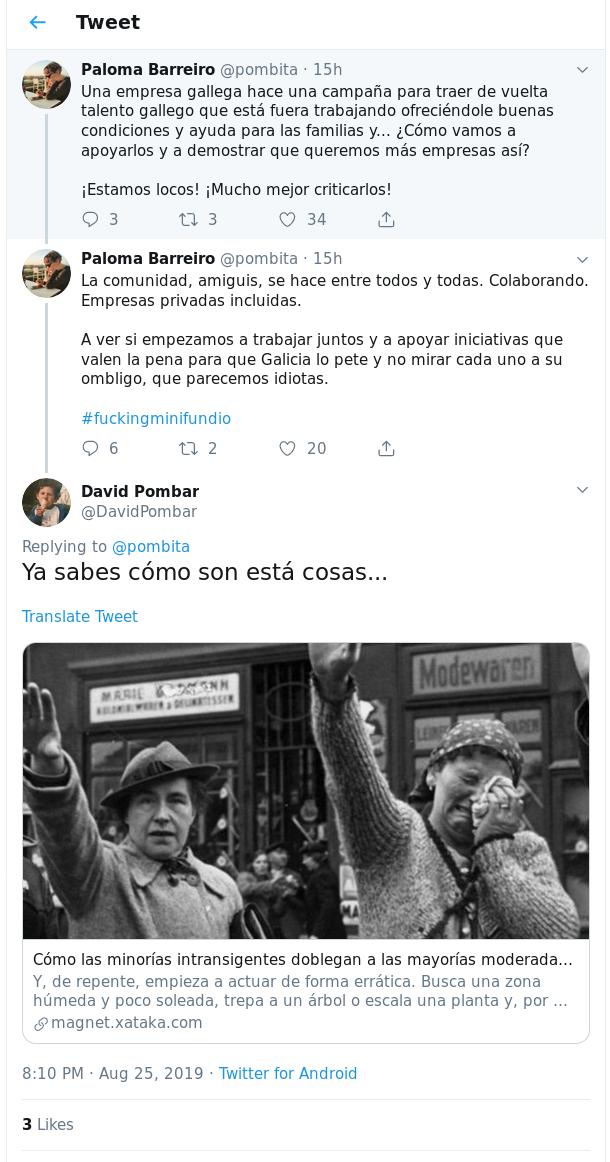 Tweet
Paloma Barreiro @pombita · 15h
Una empresa gallega hace una campaña para traer de vuelta
talento gallego que está fuera trabajando ofreciéndole buenas
condiciones y ayuda para las familias y... ¿Cómo vamos a
apoyarlos y a demostrar que queremos más empresas así?
¡Estamos locos! ¡Mucho mejor criticarlos!
3 3 34
Paloma Barreiro @pombita · 15h
La comunidad, amiguis, se hace entre todos y todas. Colaborando.
Empresas privadas incluidas.
A ver si empezamos a trabajar juntos y a apoyar iniciativas que
valen la pena para que Galicia lo pete y no mirar cada uno a su
ombligo, que parecemos idiotas.
#fuckingminifundio
6 2 20
David Pombar
@DavidPombar
Replying to @pombita
Ya sabes cómo son está cosas...
Translate Tweet
MARIE
KOLONIALWAREN & DELIKATESSEN
Modewaren
Cómo las minorías intransigentes doblegan a las mayorías moderada...
Y, de repente, empieza a actuar de forma errática. Busca una zona
húmeda y poco soleada, trepa a un árbol o escala una planta y, por ...
magnet.xataka.com
8:10 PM · Aug 25, 2019 · Twitter for Android
3 Likes